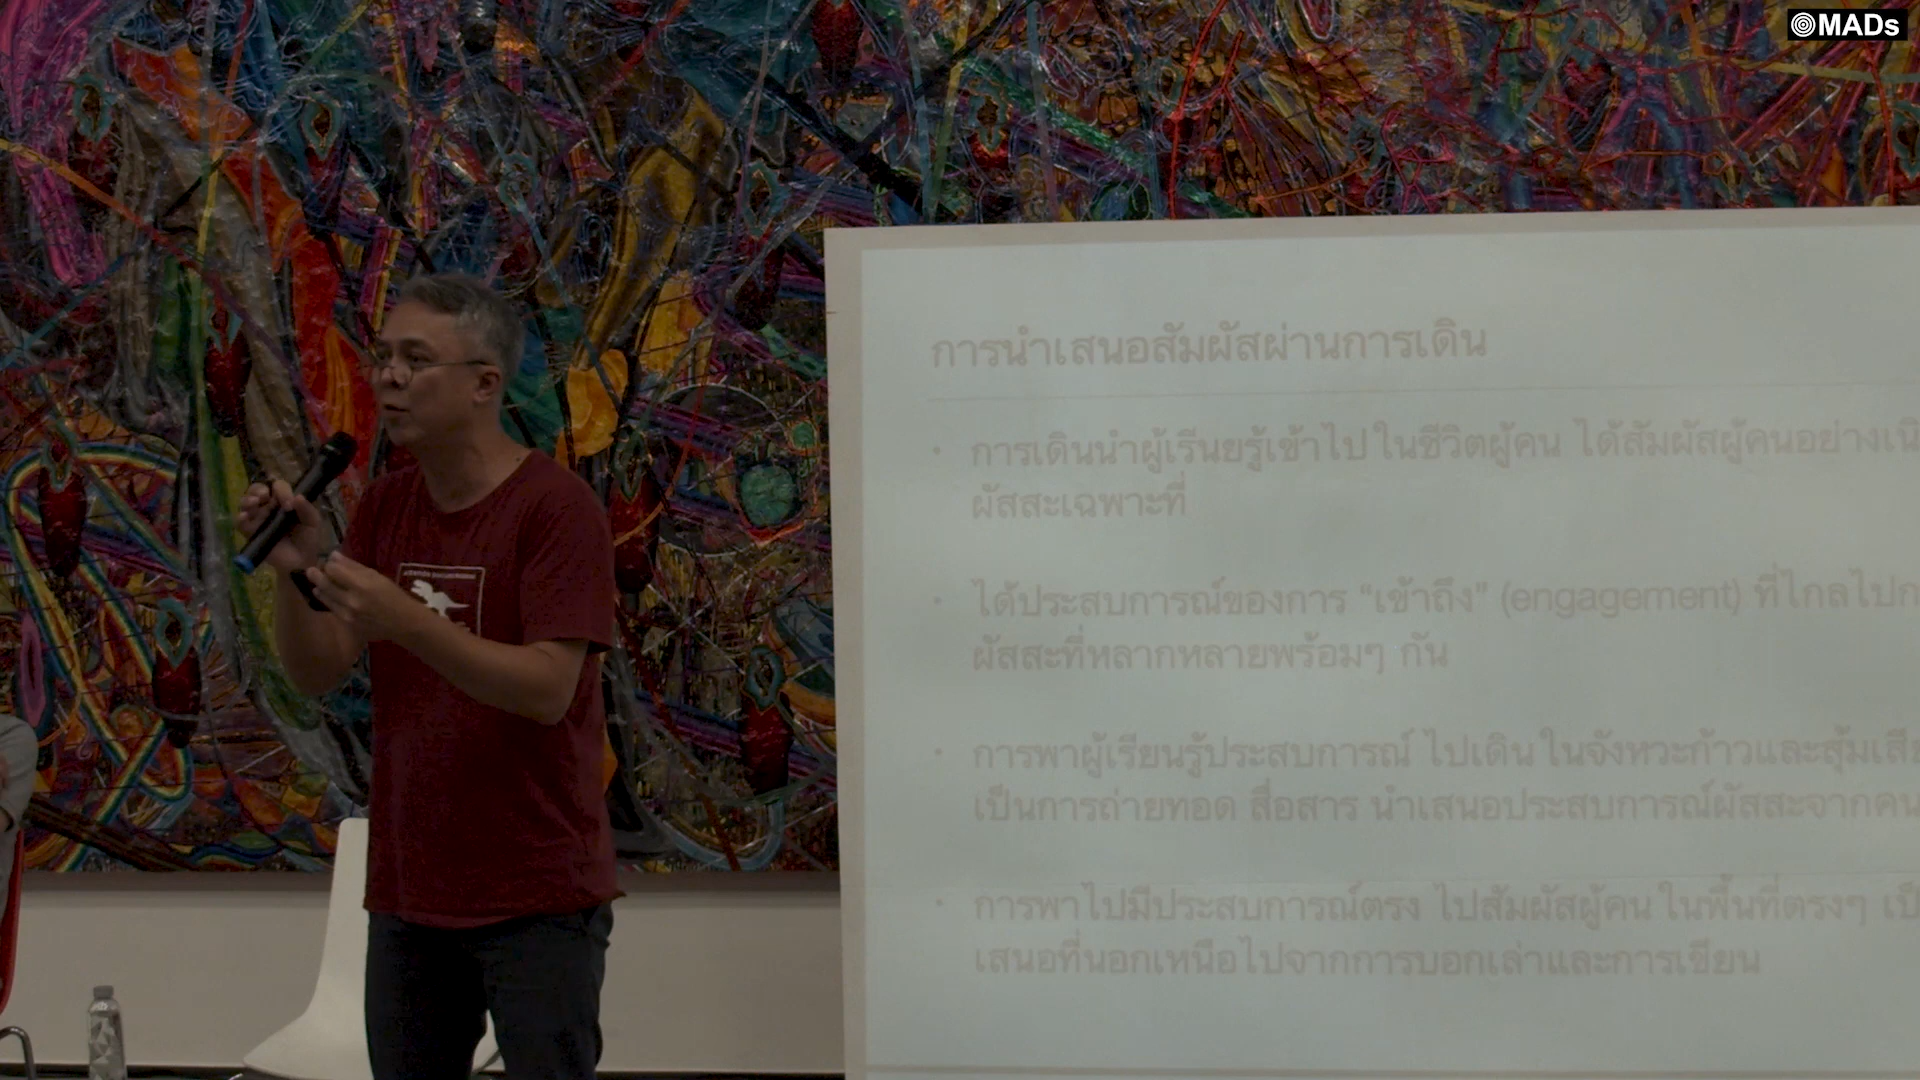 MADs
การนำเสนอสัมผัสผ่านการเดิน
• การเดินนำผู้เรีนยรู้เข้าไปในชีวิตผู้คน ได้สัมผัสผู้คนอย่าง
ผัสสะเฉพาะที่
• ได้ประสบการณ์ของการ “เข้าถึง” (engagement) ที่ไกลไป
ผัสสะที่หลากหลายพร้อมๆ กัน
• การพาผู้เรียนรู้ประสบการณ์ ไปเดินในจังหวะก้าวและสุ้ม
เป็นการถ่ายทอด สื่อสาร นำเสนอประสบการณ์ผัสสะจากคน
• การพาไปมีประสบการณ์ตรง ไปสัมผัสผู้คนในพื้นที่ตรงๆ
เสนอที่นอกเหนือไปจากการบอกเล่าและการเขียน